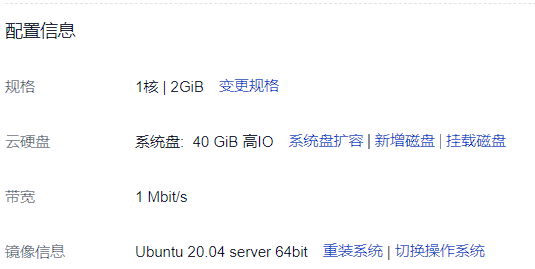 配置信息
规格 1核 | 2GiB 变更规格
云硬盘 系统盘: 40 GiB 高IO 系统盘扩容 | 新增磁盘 | 挂载磁盘
带宽 1 Mbit/s
镜像信息 Ubuntu 20.04 server 64bit 重装系统 | 切换操作系统